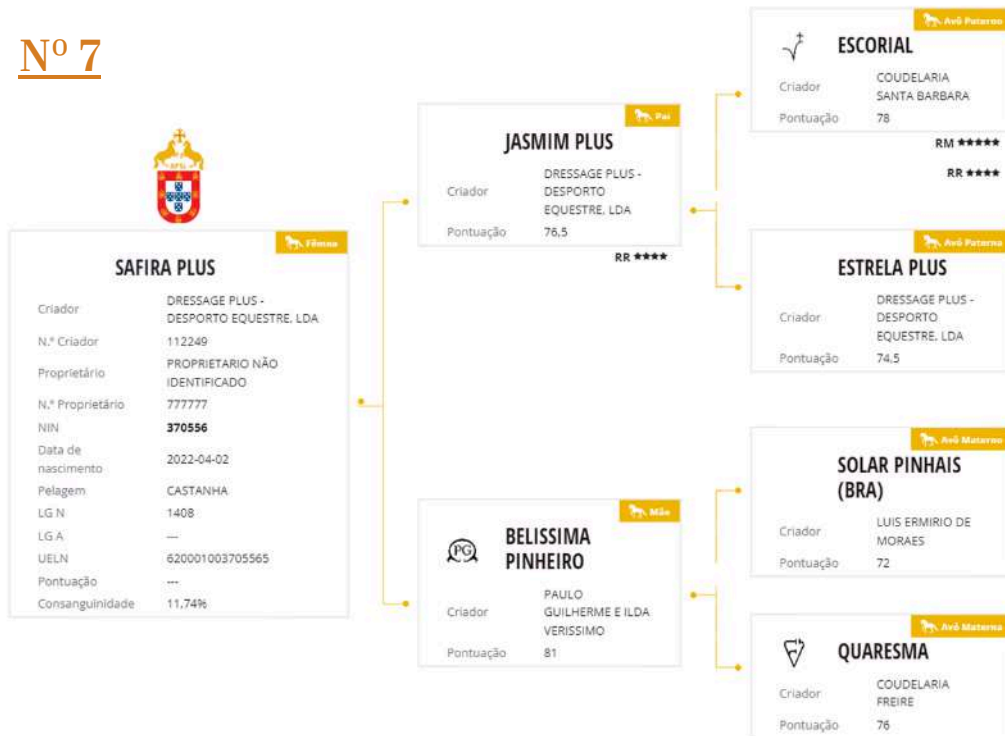 Nº 7
APSL
Fêmea
SAFIRA PLUS
Criador
DRESSAGE PLUS -
DESPORTO EQUESTRE, LDA
N.º Criador
112249
Proprietário
PROPRIETARIO NÃO
IDENTIFICADO
N.º Proprietário
777777
NIN
370556
Data de
nascimento
2022-04-02
Pelagem
CASTANHA
LG N
1408
LG A
---
UELN
620001003705565
Pontuação
---
Consanguinidade
11,74%
Pai
JASMIM PLUS
Criador
DRESSAGE PLUS -
DESPORTO
EQUESTRE, LDA
Pontuação
76,5
RR ★★★★
Mãe
PG
BELISSIMA
PINHEIRO
Criador
PAULO
GUILHERME E ILDA
VERISSIMO
Pontuação
81
Avô Paterno
ESCORIAL
Criador
COUDELARIA
SANTA BARBARA
Pontuação
78
RM ★★★★★
RR ★★★★
Avó Paterna
ESTRELA PLUS
Criador
DRESSAGE PLUS -
DESPORTO
EQUESTRE, LDA
Pontuação
74,5
Avô Materno
SOLAR PINHAIS
(BRA)
Criador
LUIS ERMIRIO DE
MORAES
Pontuação
72
Avó Materna
QUARESMA
Criador
COUDELARIA
FREIRE
Pontuação
76